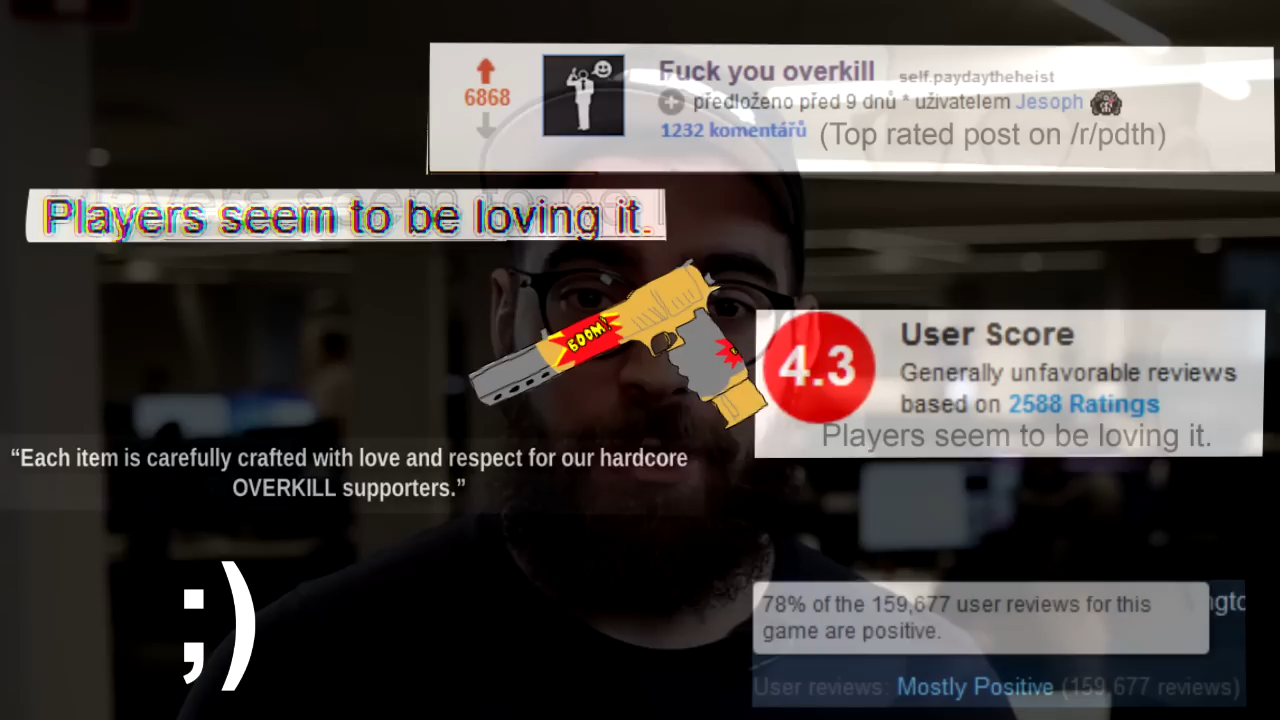 6868
Fuck you overkill self.paydaytheheist
předloženo před 9 dnů * uživatelem Jesoph
1232 komentářů (Top rated post on /r/pdth)
Players seem to be loving it.
BOOM!
4.3
User Score
Generally unfavorable reviews
based on 2588 Ratings
Players seem to be loving it.
“Each item is carefully crafted with love and respect for our hardcore
OVERKILL supporters.”
;)
78% of the 159,677 user reviews for this
game are positive.
User reviews: Mostly Positive (159,677 reviews)